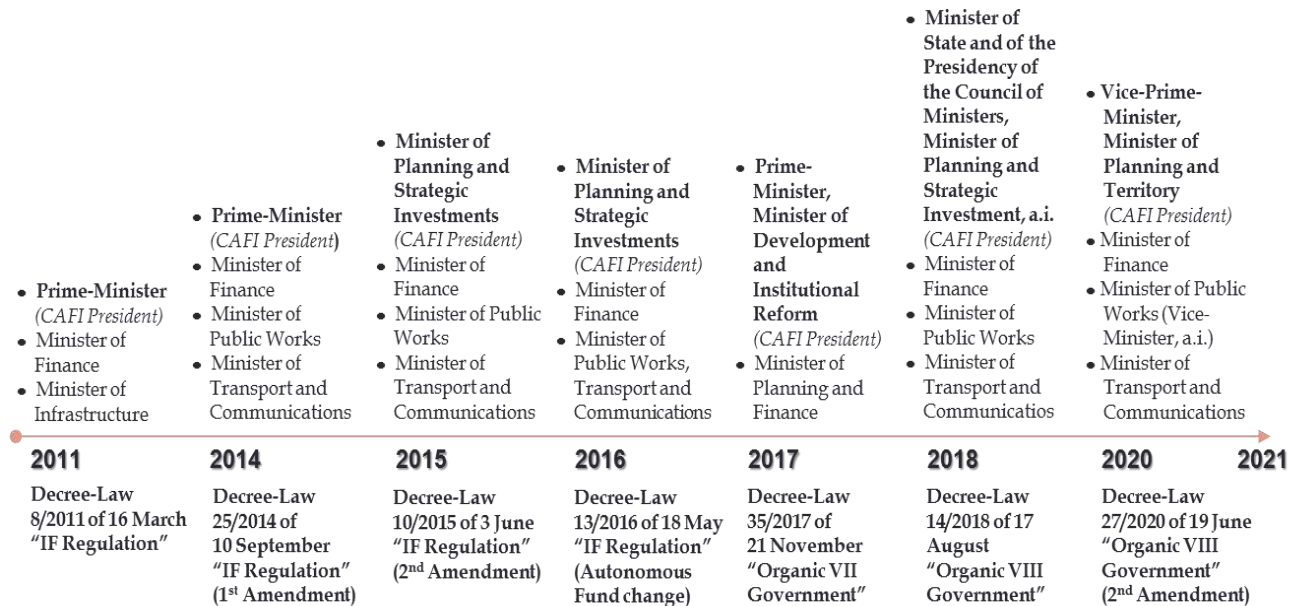 • Prime-Minister
(CAFI President)
• Minister of
Finance
• Minister of
Infrastructure
• Prime-Minister
(CAFI President)
• Minister of
Finance
• Minister of
Public Works
• Minister of
Transport and
Communications
• Minister of
Planning and
Strategic
Investments
(CAFI President)
• Minister of
Finance
• Minister of Public
Works
• Minister of
Transport and
Communications
• Minister of
Planning and
Strategic
Investments
(CAFI President)
• Minister of
Finance
• Minister of
Public Works,
Transport and
Communications
• Prime-
Minister,
Minister of
Development
and
Institutional
Reform
(CAFI President)
• Minister of
Planning and
Finance
• Minister of
State and of the
Presidency of
the Council of
Ministers,
Minister of
Planning and
Strategic
Investment, a.i.
(CAFI President)
• Minister of
Finance
• Minister of
Public Works
• Minister of
Transport and
Communicatios
• Vice-Prime-
Minister,
Minister of
Planning and
Territory
(CAFI President)
• Minister of
Finance
• Minister of Public
Works (Vice-
Minister, a.i.)
• Minister of
Transport and
Communications
2011
2014
2015
2016
2017
2018
2020
2021
Decree-Law
8/2011 of 16 March
“IF Regulation”
Decree-Law
25/2014 of
10 September
“IF Regulation”
(1st Amendment)
Decree-Law
10/2015 of 3 June
“IF Regulation”
(2nd Amendment)
Decree-Law
13/2016 of 18 May
“IF Regulation”
(Autonomous
Fund change)
Decree-Law
35/2017 of
21 November
“Organic VII
Government”
Decree-Law
14/2018 of 17
August
“Organic VIII
Government”
Decree-Law
27/2020 of 19 June
“Organic VIII
Government”
(2nd Amendment)